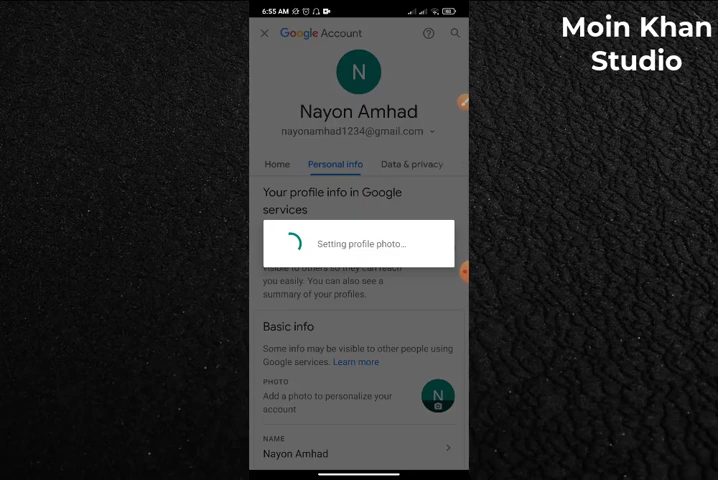 Moin Khan
Studio
6:55 AM
Google Account
N
Nayon Amhad
nayonamhad1234@gmail.com
Home Personal info Data & privacy
Your profile info in Google
services
Setting profile photo...
visible to others so they can reach
you easily. You can also see a
summary of your profiles.
Basic info
Some info may be visible to other people using
Google services. Learn more
PHOTO
Add a photo to personalize your
account
N
NAME
Nayon Amhad